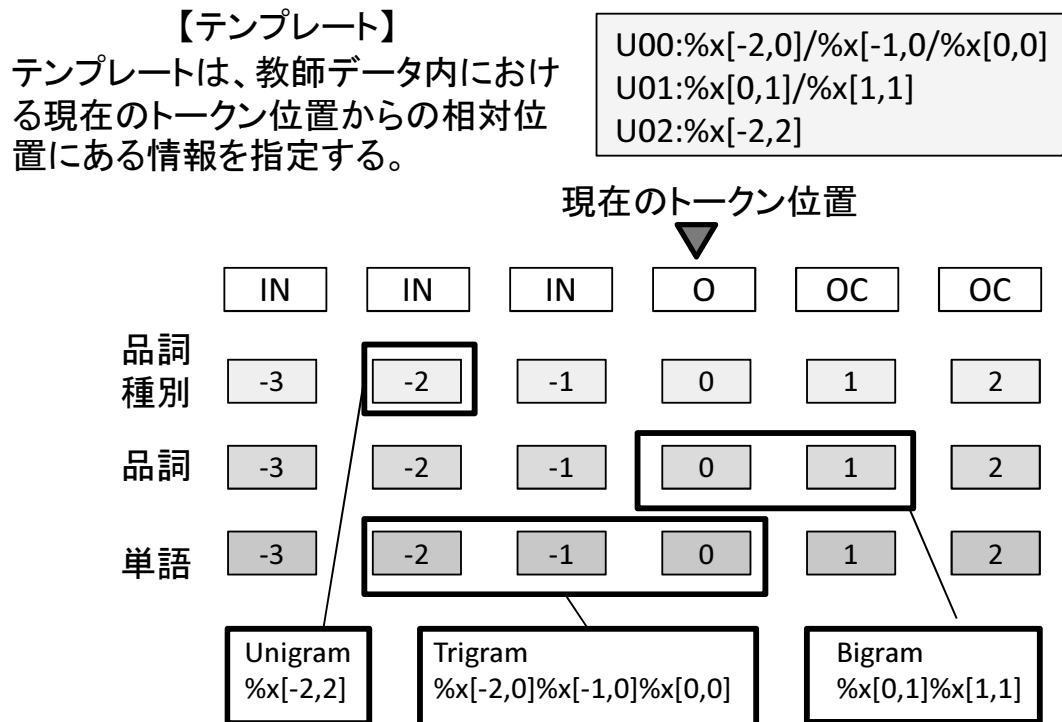 【テンプレート】
テンプレートは、教師データ内におけ
る現在のトークン位置からの相対位
置にある情報を指定する。
U00:%x[-2,0]/%x[-1,0/%x[0,0]
U01:%x[0,1]/%x[1,1]
U02:%x[-2,2]
現在のトークン位置
IN IN IN O OC OC
品詞
種別 -3 -2 -1 0 1 2
品詞 -3 -2 -1 0 1 2
単語 -3 -2 -1 0 1 2
Unigram
%x[-2,2]
Trigram
%x[-2,0]%x[-1,0]%x[0,0]
Bigram
%x[0,1]%x[1,1]